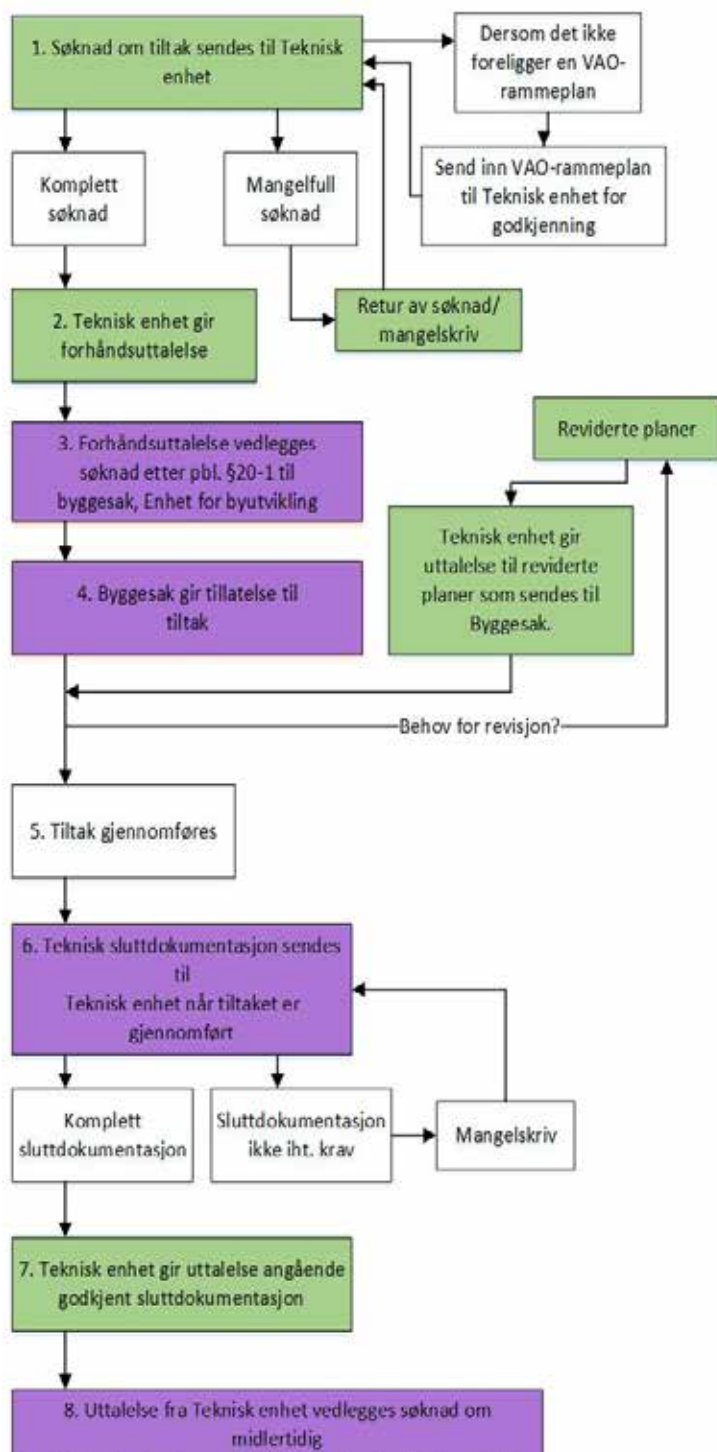 1. Søknad om tiltak sendes til Teknisk
enhet
Dersom det ikke
foreligger en VAO-
rammeplan
Komplett
søknad
Mangelfull
søknad
Send inn VAO-rammeplan
til Teknisk enhet for
godkjenning
2. Teknisk enhet gir
forhåndsuttalelse
Retur av søknad/
mangelskriv
3. Forhåndsuttalelse vedlegges
søknad etter pbl. §20-1 til
byggesak, Enhet for byutvikling
Reviderte planer
4. Byggesak gir tillatelse til
tiltak
Teknisk enhet gir
uttalelse til reviderte
planer som sendes til
Byggesak.
Behov for revisjon?
5. Tiltak gjennomføres
6. Teknisk sluttdokumentasjon sendes
til
Teknisk enhet når tiltaket er
gjennomført
Komplett
sluttdokumentasjon
Sluttdokumentasjon
ikke iht. krav
Mangelskriv
7. Teknisk enhet gir uttalelse angående
godkjent sluttdokumentasjon
8. Uttalelse fra Teknisk enhet vedlegges søknad om
midlertidig